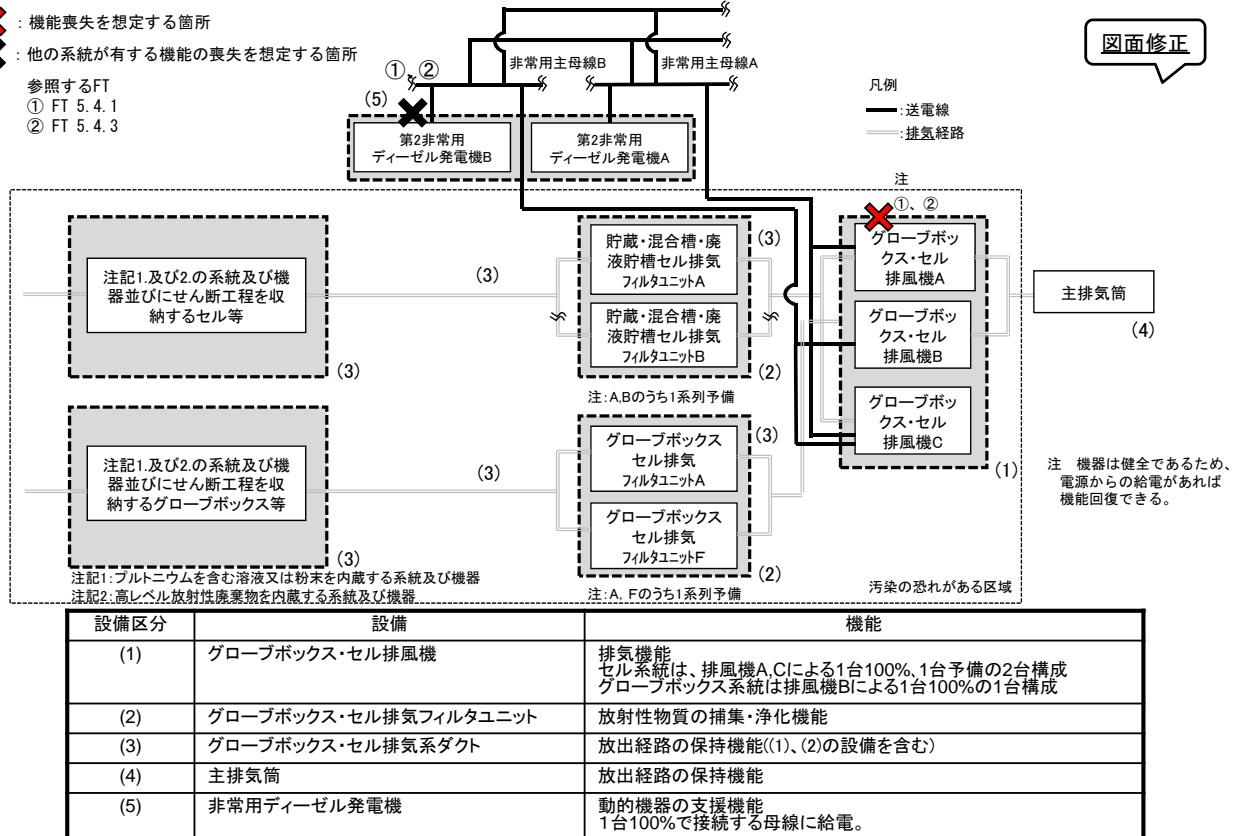 ：機能喪失を想定する箇所
：他の系統が有する機能の喪失を想定する箇所
参照するFT
① FT 5.4.1
② FT 5.4.3
図面修正
凡例
：送電線
：排気経路
①、②
非常用主母線B
非常用主母線A
(5)
第2非常用
ディーゼル発電機B
第2非常用
ディーゼル発電機A
注
①、②
注記1.及び2.の系統及び機
器並びにせん断工程を収
納するセル等
(3)
(3)
貯蔵・混合槽・廃
液貯槽セル排気
フィルタユニットA
(3)
貯蔵・混合槽・廃
液貯槽セル排気
フィルタユニットB
(2)
注：A,Bのうち1系列予備
グローブボッ
クス・セル
排風機A
グローブボッ
クス・セル
排風機B
グローブボッ
クス・セル
排風機C
(1)
主排気筒
(4)
注記1.及び2.の系統及び機
器並びにせん断工程を収
納するグローブボックス等
(3)
(3)
グローブボックス
セル排気
フィルタユニットA
(3)
グローブボックス
セル排気
フィルタユニットF
(2)
注：A, Fのうち1系列予備
注　機器は健全であるため、
電源からの給電があれば
機能回復できる。
注記1：プルトニウムを含む溶液又は粉末を内蔵する系統及び機器
注記2：高レベル放射性廃棄物を内蔵する系統及び機器
汚染の恐れがある区域
設備区分 設備 機能
(1) グローブボックス・セル排風機 排気機能
セル系統は、排風機A,Cによる1台100%、1台予備の2台構成
グローブボックス系統は排風機Bによる1台100%の1台構成
(2) グローブボックス・セル排気フィルタユニット 放射性物質の捕集・浄化機能
(3) グローブボックス・セル排気系ダクト 放出経路の保持機能((1)、(2)の設備を含む)
(4) 主排気筒 放出経路の保持機能
(5) 非常用ディーゼル発電機 動的機器の支援機能
1台100%で接続する母線に給電。